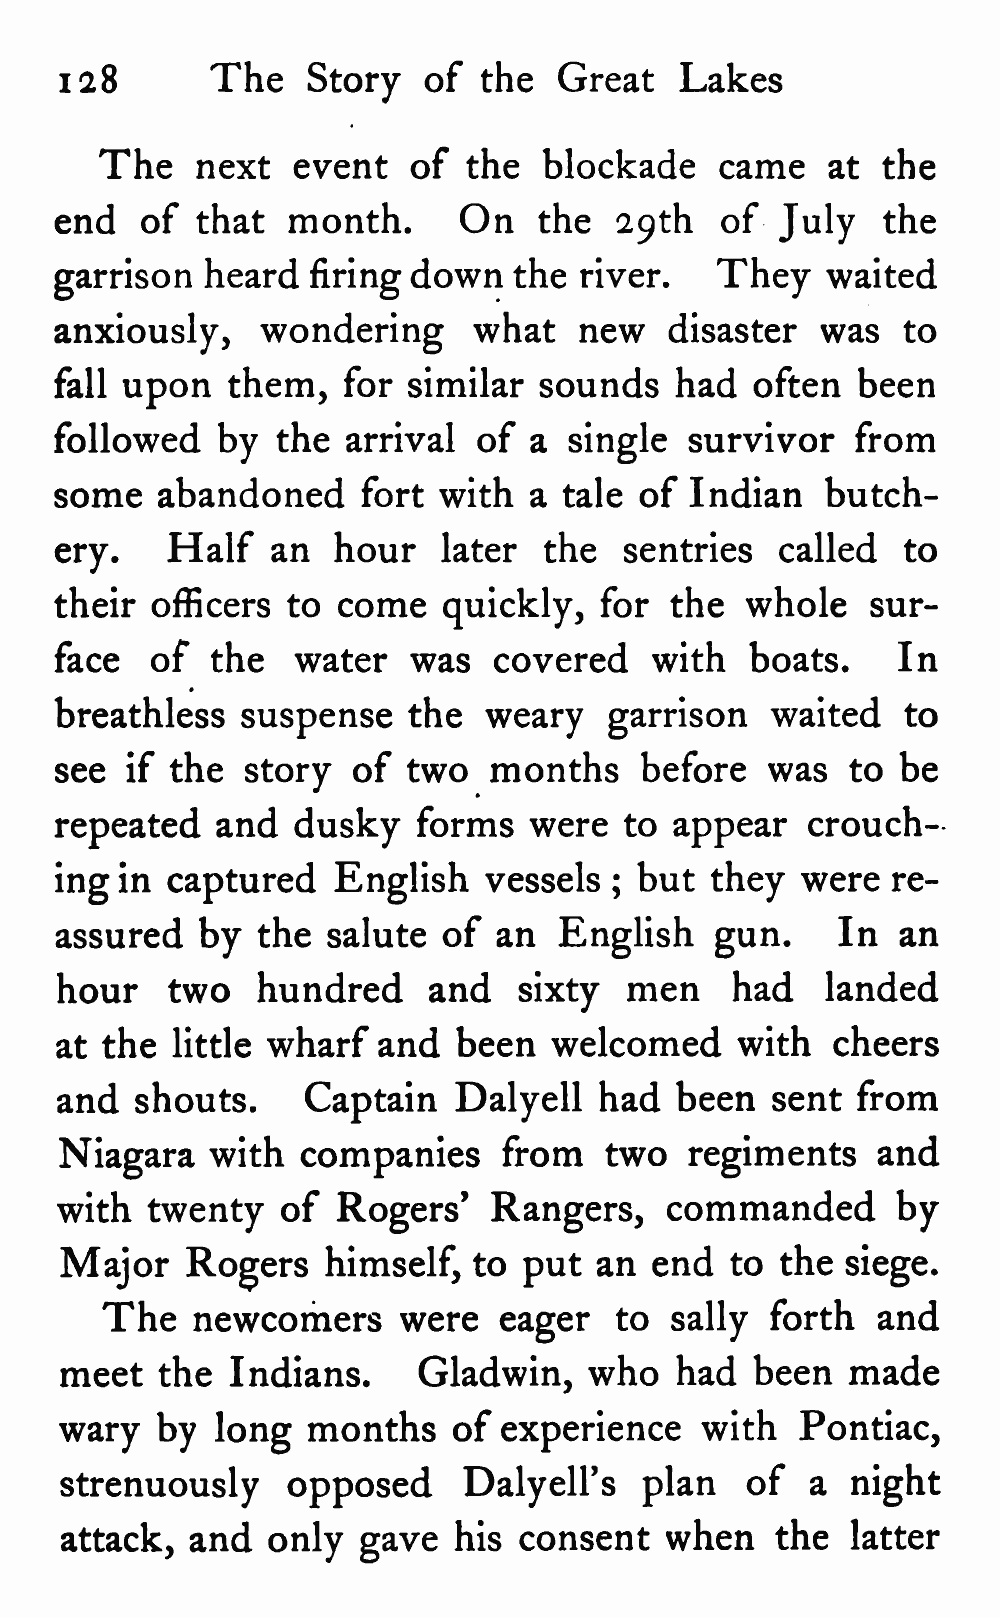 128 The Story of the Great Lakes
The next event of the blockade came at the
end of that month. On the 29th of July the
garrison heard firing down the river. They waited
anxiously, wondering what new disaster was to
fall upon them, for similar sounds had often been
followed by the arrival of a single survivor from
some abandoned fort with a tale of Indian butch-
ery. Half an hour later the sentries called to
their officers to come quickly, for the whole sur-
face of the water was covered with boats. In
breathless suspense the weary garrison waited to
see if the story of two months before was to be
repeated and dusky forms were to appear crouch-
ing in captured English vessels; but they were re-
assured by the salute of an English gun. In an
hour two hundred and sixty men had landed
at the little wharf and been welcomed with cheers
and shouts. Captain Dalyell had been sent from
Niagara with companies from two regiments and
with twenty of Rogers' Rangers, commanded by
Major Rogers himself, to put an end to the siege.
The newcomers were eager to sally forth and
meet the Indians. Gladwin, who had been made
wary by long months of experience with Pontiac,
strenuously opposed Dalyell's plan of a night
attack, and only gave his consent when the latter